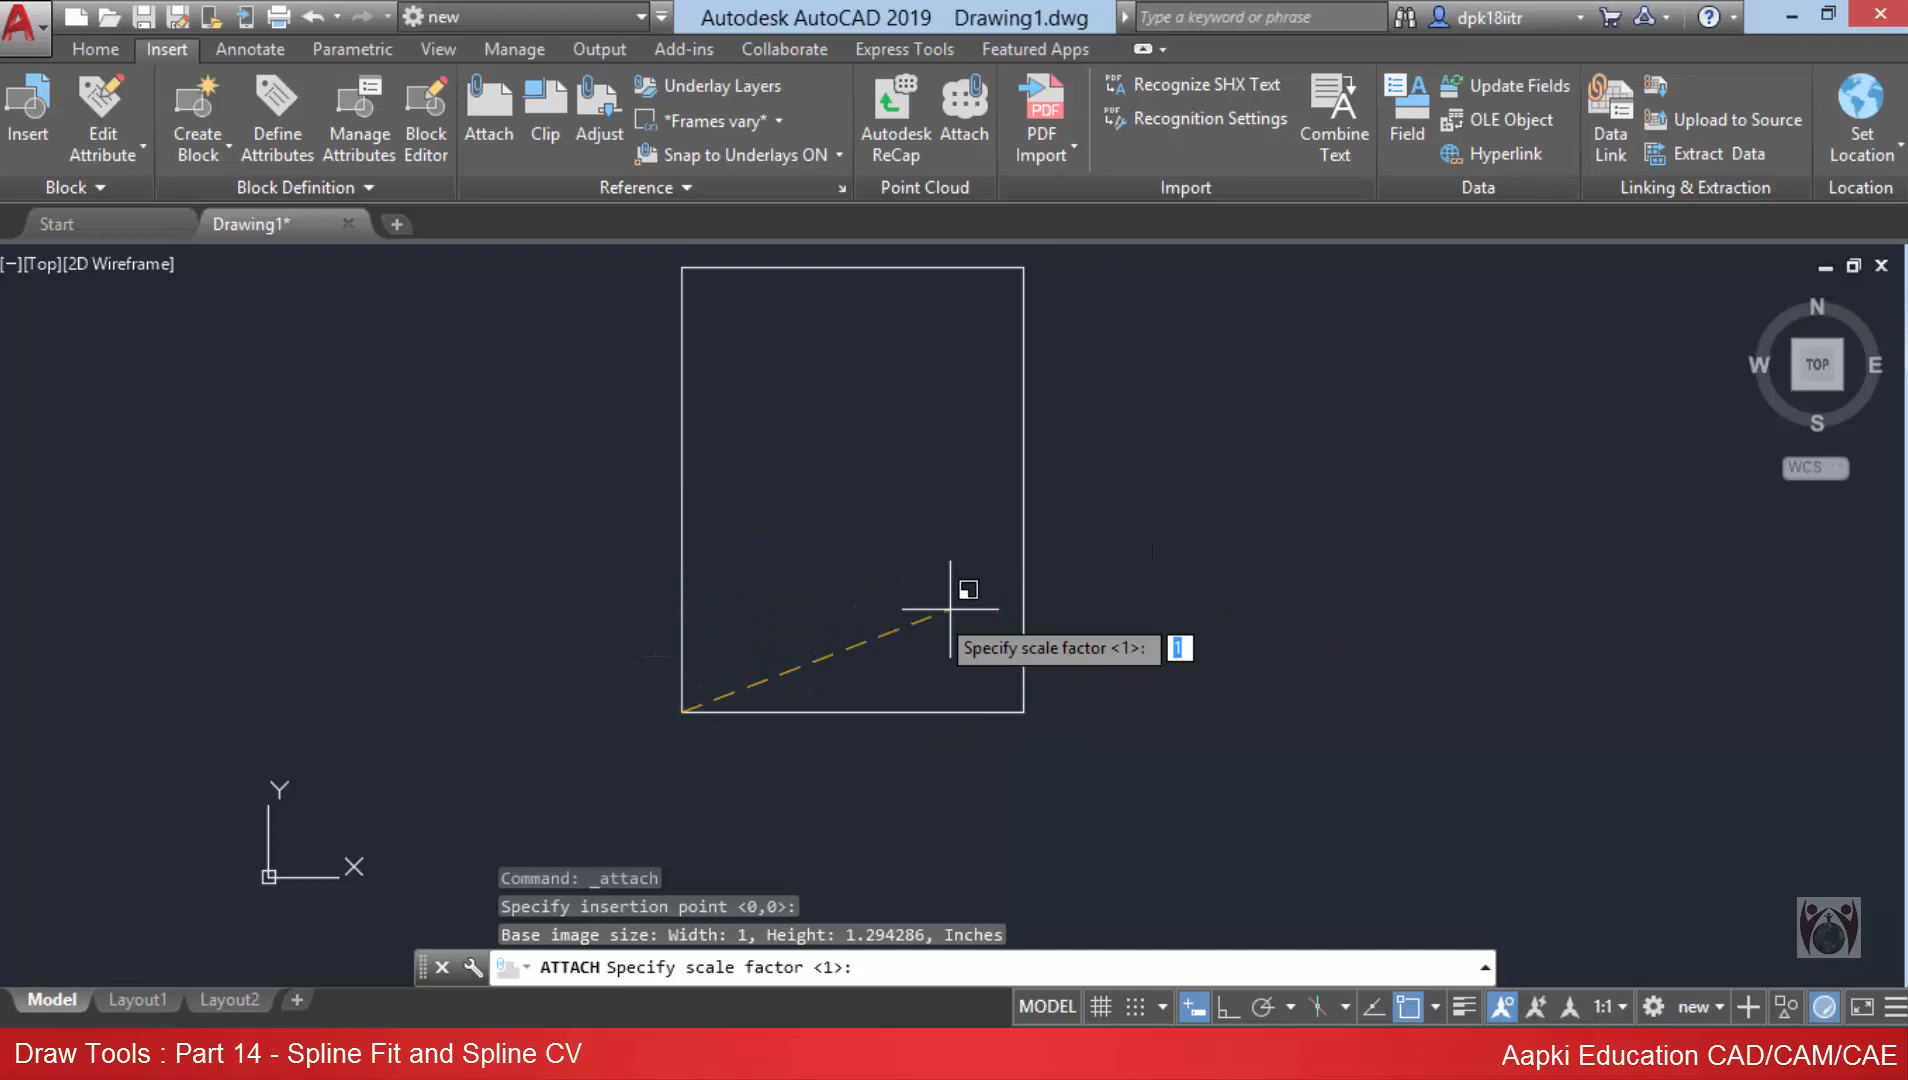 new
Autodesk AutoCAD 2019 Drawing1.dwg
Type a keyword or phrase
dpk18iitr
Home Insert Annotate Parametric View Manage Output Add-ins Collaborate Express Tools Featured Apps
Insert
Edit Attribute
Create Block
Define Attributes
Manage Attributes
Block Editor
Attach
Clip
Adjust
Underlay Layers
*Frames vary*
Snap to Underlays ON
Autodesk ReCap
Attach
PDF Import
Recognize SHX Text
Recognition Settings
Combine Text
Field
Update Fields
OLE Object
Hyperlink
Data Link
Upload to Source
Extract Data
Set Location
Block Block Definition Reference Point Cloud Import Data Linking & Extraction Location
Start Drawing1*
[−][Top][2D Wireframe]
N
W TOP E
S
WCS
Specify scale factor <1>: 1
Y
X
Command: _attach
Specify insertion point <0,0>:
Base image size: Width: 1, Height: 1.294286, Inches
ATTACH Specify scale factor <1>:
Model Layout1 Layout2
MODEL 1:1 new
Draw Tools : Part 14 - Spline Fit and Spline CV
Aapki Education CAD/CAM/CAE